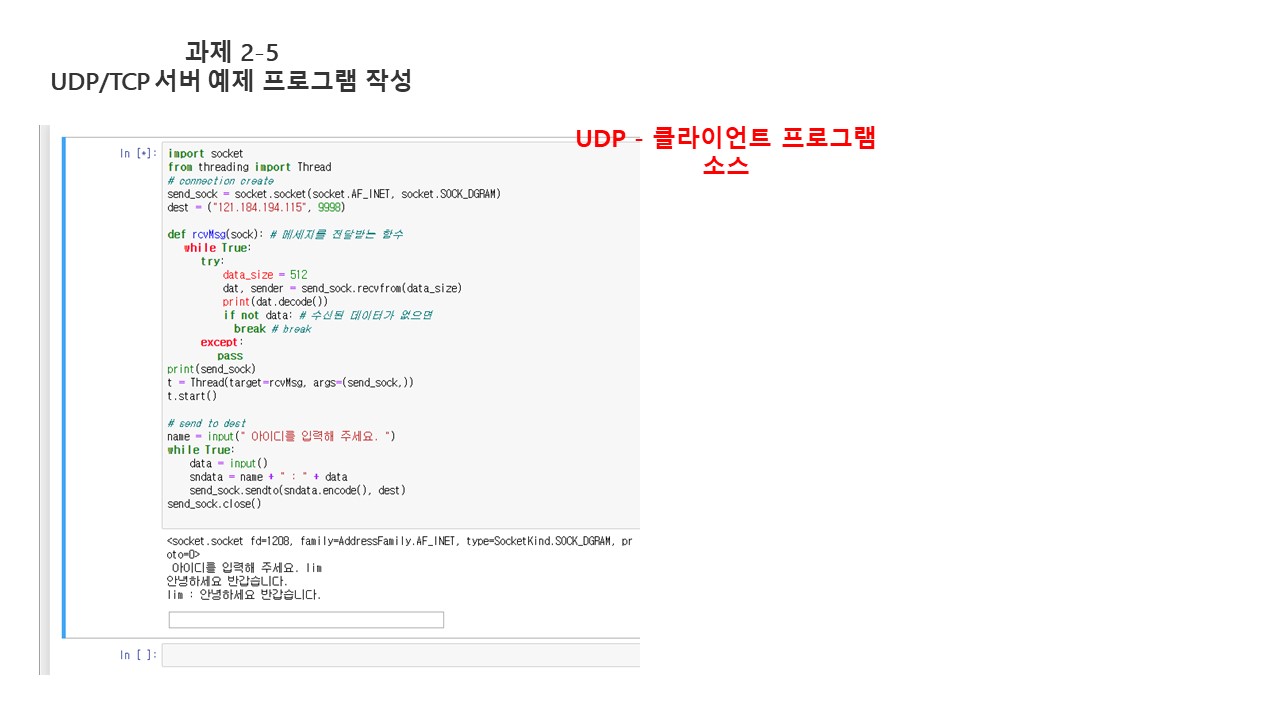 과제 2-5
UDP/TCP 서버 예제 프로그램 작성
UDP - 클라이언트 프로그램
소스
In [*]:
import socket
from threading import Thread
# connection create
send_sock = socket.socket(socket.AF_INET, socket.SOCK_DGRAM)
dest = ("121.184.194.115", 9998)
def rcvMsg(sock): # 메세지를 전달받는 함수
while True:
try:
data_size = 512
dat, sender = send_sock.recvfrom(data_size)
print(dat.decode())
if not data: # 수신된 데이터가 없으면
break # break
except:
pass
print(send_sock)
t = Thread(target=rcvMsg, args=(send_sock,))
t.start()
# send to dest
name = input(" 아이디를 입력해 주세요. ")
while True:
data = input()
sndata = name + " : " + data
send_sock.sendto(sndata.encode(), dest)
send_sock.close()
<socket.socket fd=1208, family=AddressFamily.AF_INET, type=SocketKind.SOCK_DGRAM, pr
oto=0>
아이디를 입력해 주세요. lim
안녕하세요 반갑습니다.
lim : 안녕하세요 반갑습니다.
In [ ]: